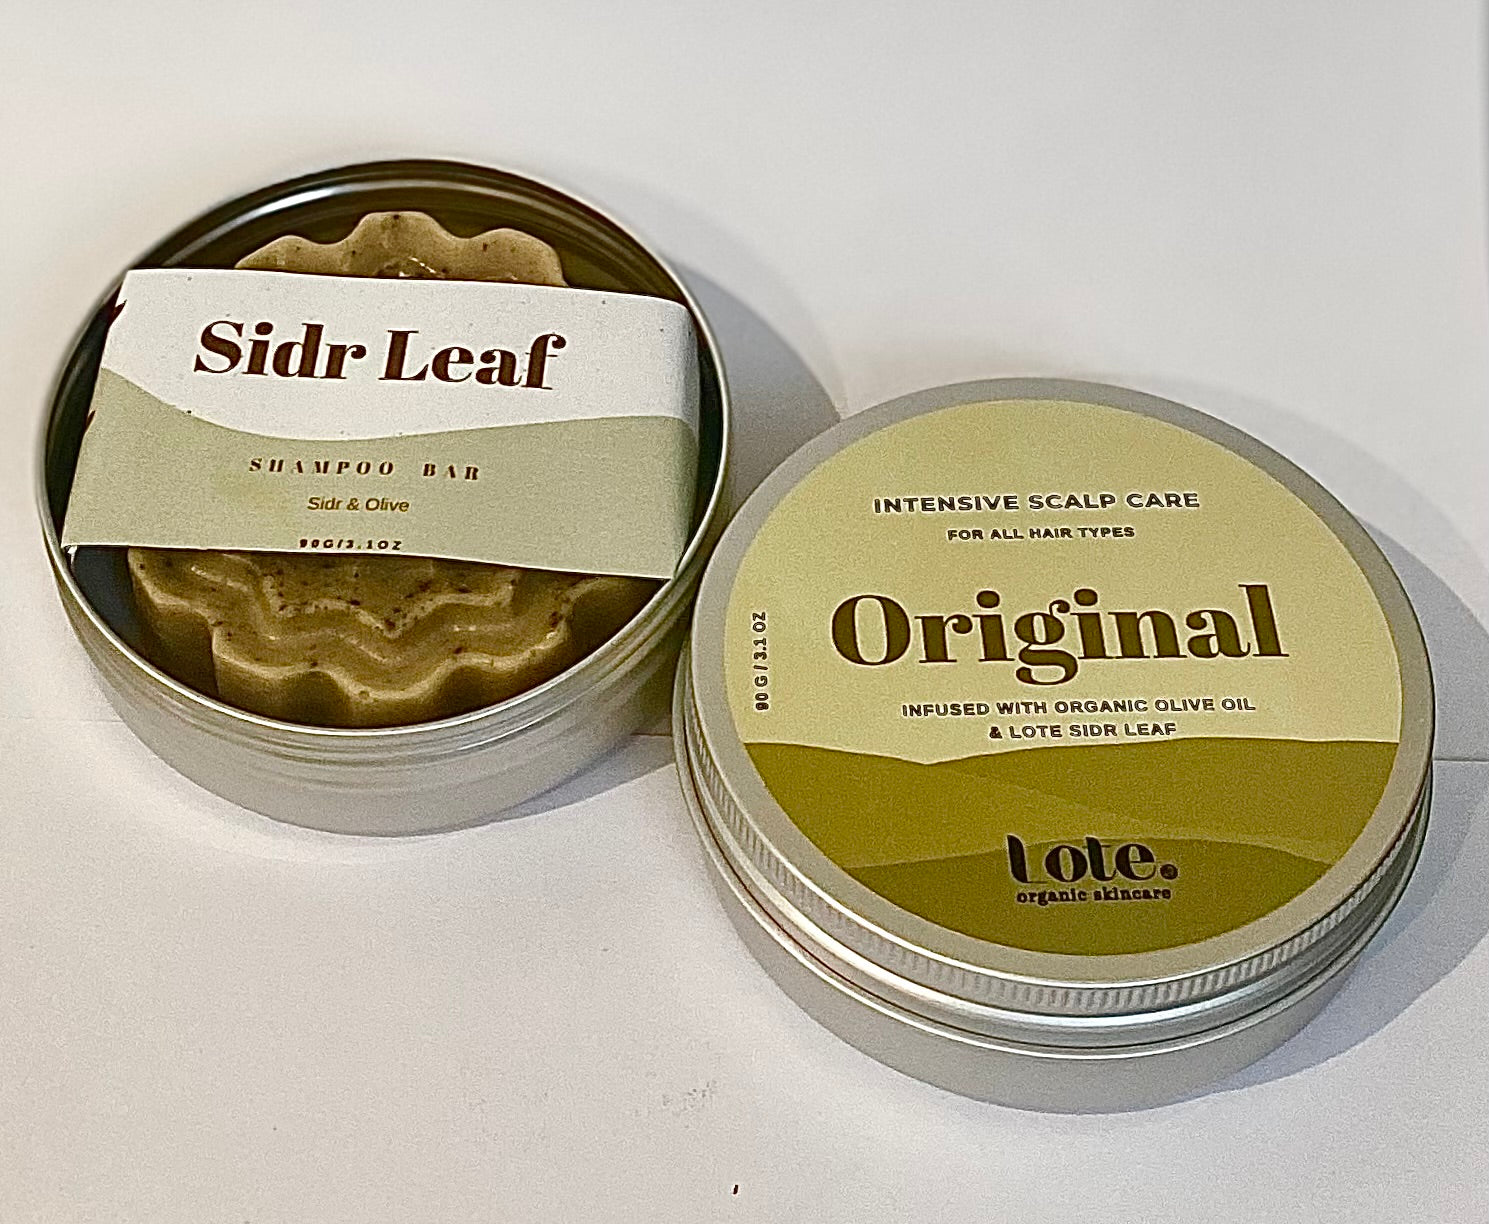 Sidr Leaf
SHAMPOO BAR
Sidr & Olive
90G/3.1OZ
INTENSIVE SCALP CARE
FOR ALL HAIR TYPES
Original
90 G / 3.1 OZ
INFUSED WITH ORGANIC OLIVE OIL
& LOTE SIDR LEAF
Lote.
organic skincare